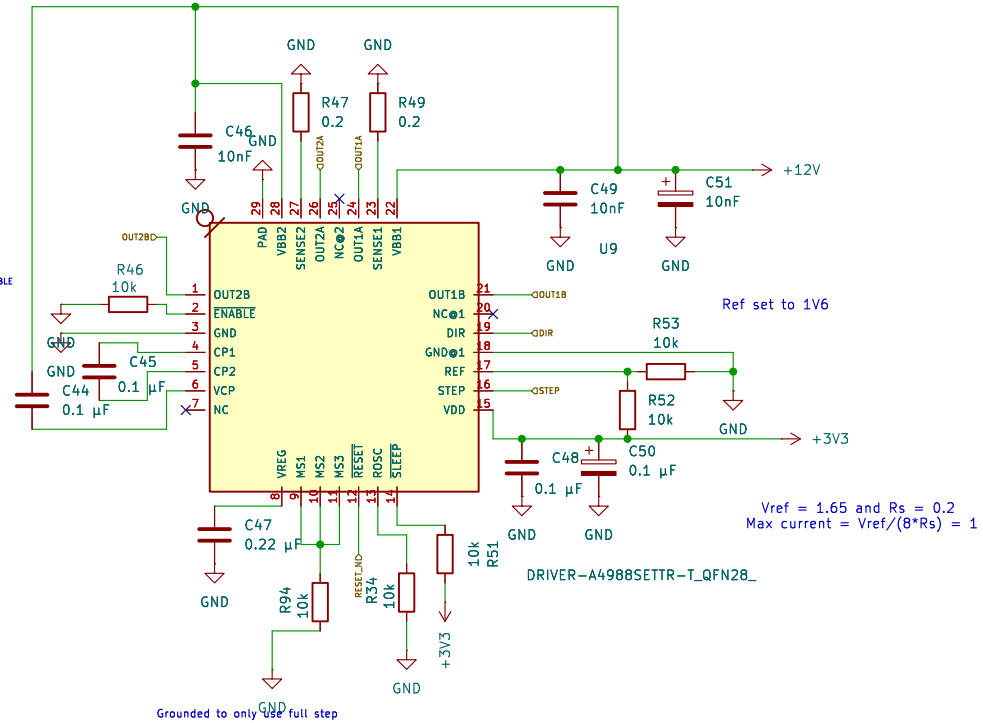 GND
GND
R47
0.2
R49
0.2
C46
10nF
GND
GND
OUT2A
OUT1A
+12V
C49
10nF
C51
10nF
+
GND
GND
U9
29
28
27
26
25
24
23
22
PAD
VBB2
SENSE2
OUT2A
NC@2
OUT1A
SENSE1
VBB1
OUT2B
BLE
R46
10k
GND
GND
C45
0.1 µF
C44
0.1 µF
1
2
3
4
5
6
7
OUT2B
ENABLE
GND
CP1
CP2
VCP
NC
OUT1B
NC@1
DIR
GND@1
REF
STEP
VDD
21
20
19
18
17
16
15
OUT1B
DIR
STEP
Ref set to 1V6
R53
10k
R52
10k
GND
+3V3
C48
0.1 µF
+
C50
0.1 µF
GND
GND
Vref = 1.65 and Rs = 0.2
Max current = Vref/(8*Rs) = 1
VREG
MS1
MS2
MS3
RESET
ROSC
SLEEP
8
9
10
11
12
13
14
C47
0.22 µF
GND
R94
10k
RESET_N
R34
10k
10k
R51
+3V3
GND
GND
DRIVER-A4988SETTR-T_QFN28_
Grounded to only use full step